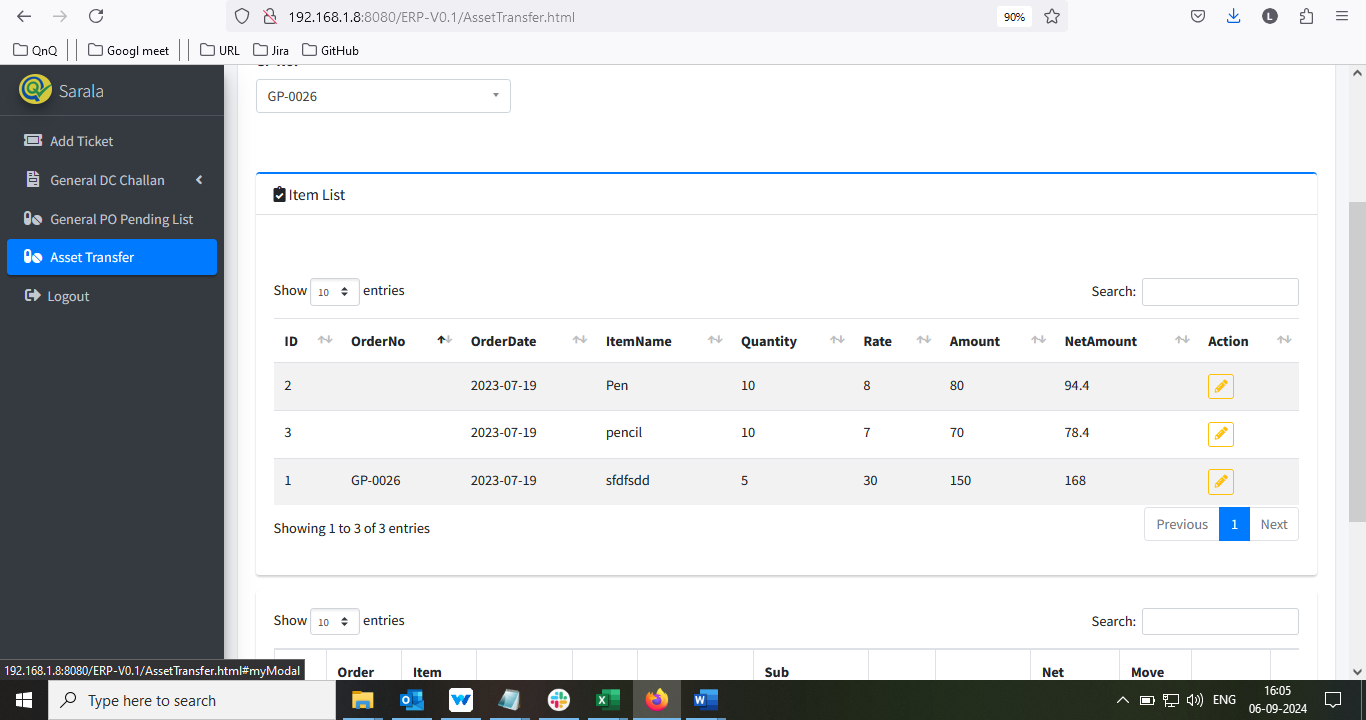 192.168.1.8:8080/ERP-V0.1/AssetTransfer.html
90%
L
QnQ
Googl meet
URL
Jira
GitHub
Sarala
Add Ticket
General DC Challan
General PO Pending List
Asset Transfer
Logout
GP-0026
Item List
Show 10 entries
Search:
ID OrderNo OrderDate ItemName Quantity Rate Amount NetAmount Action
2 2023-07-19 Pen 10 8 80 94.4
3 2023-07-19 pencil 10 7 70 78.4
1 GP-0026 2023-07-19 sfdfsdd 5 30 150 168
Showing 1 to 3 of 3 entries
Previous 1 Next
Show 10 entries
Search:
Order Item Sub Net Move
192.168.1.8:8080/ERP-V0.1/AssetTransfer.html#myModal
Type here to search
ENG
16:05
06-09-2024